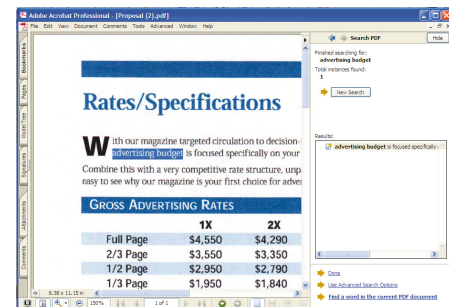 Adobe Acrobat Professional - [Proposal (2).pdf]
File Edit View Document Comments Tools Advanced Window Help
Bookmarks
Pages
Model Tree
Signatures
Attachments
Comments
Rates/Specifications
With our magazine targeted circulation to decision-
advertising budget is focused specifically on your
Combine this with a very competitive rate structure, unp
easy to see why our magazine is your first choice for adver
GROSS ADVERTISING RATES
1X 2X
Full Page $4,550 $4,290
2/3 Page $3,550 $3,350
1/2 Page $2,950 $2,790
1/3 Page $1,950 $1,840
8.38 x 11.15 in
150%
1 of 1
Search PDF
Hide
Finished searching for:
advertising budget
Total instances found:
1
New Search
Results:
advertising budget is focused specifically
Done
Use Advanced Search Options
Find a word in the current PDF document